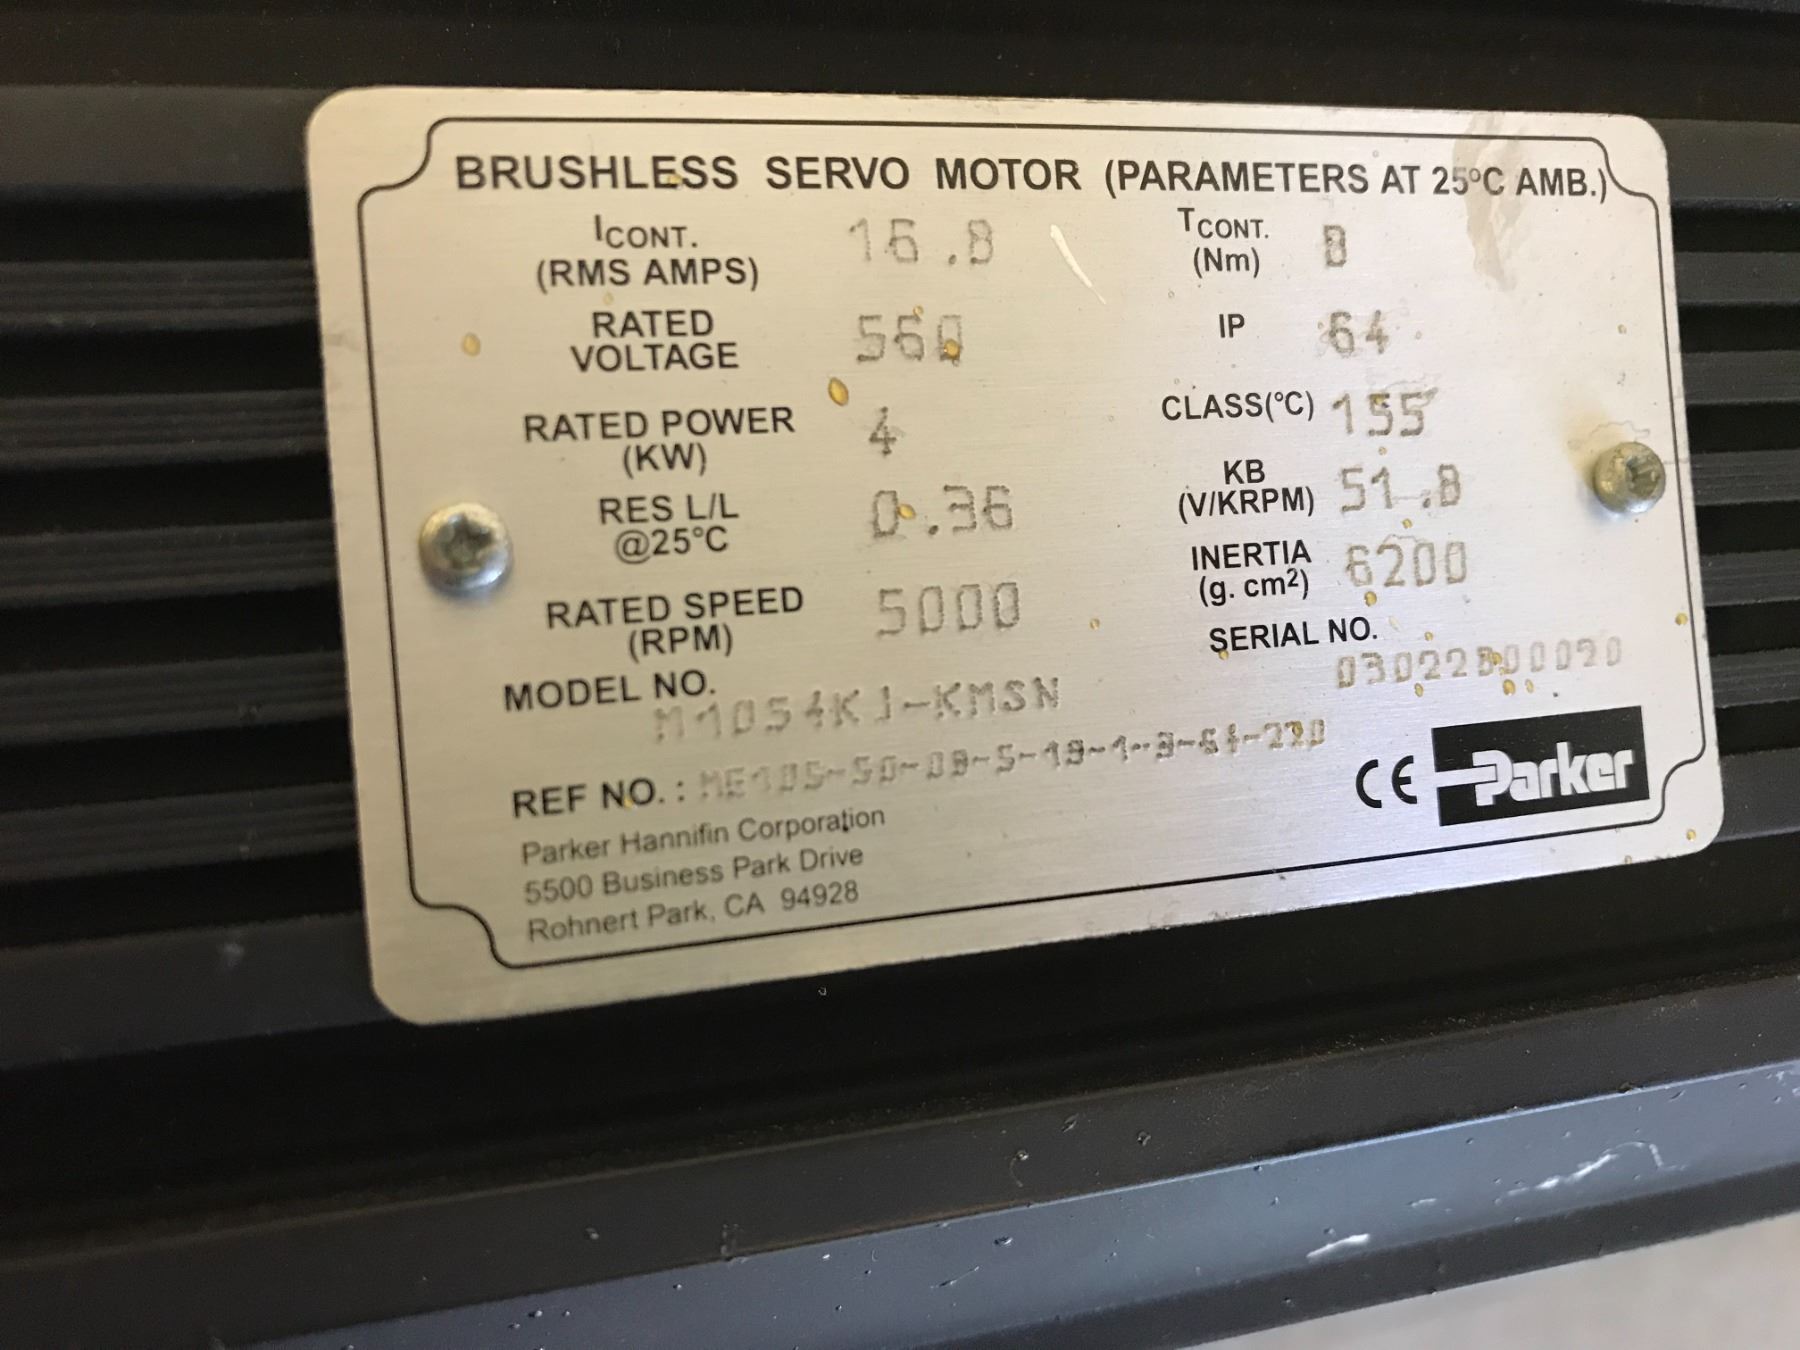 BRUSHLESS SERVO MOTOR (PARAMETERS AT 25°C AMB.)
ICONT. (RMS AMPS) 16.8
TCONT. (Nm) 8
RATED VOLTAGE 560
IP 64
RATED POWER (KW) 4
CLASS(°C) 155
RES L/L @25°C 0.36
KB (V/KRPM) 51.8
RATED SPEED (RPM) 5000
INERTIA (g. cm²) 6200
MODEL NO. M1054KJ-KMSN
SERIAL NO.
REF NO. :
Parker Hannifin Corporation
5500 Business Park Drive
Rohnert Park, CA 94928
CE Parker